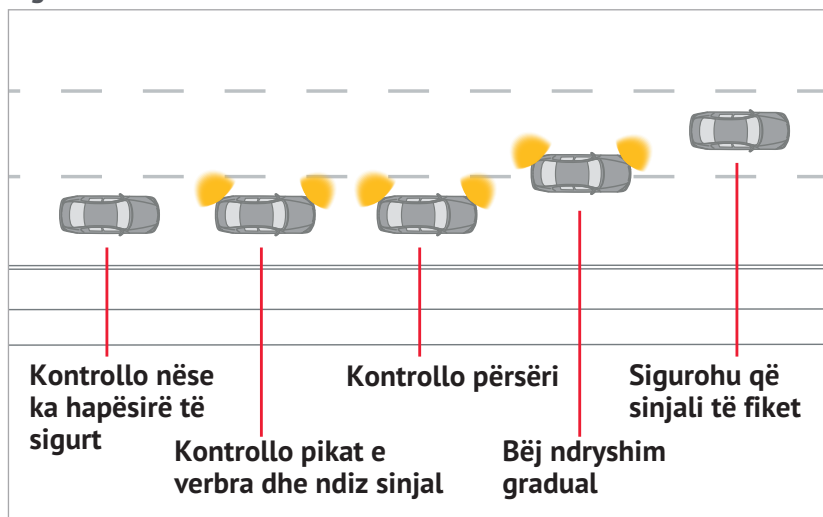 Kontrollo nëse
ka hapësirë të
sigurt
Kontrollo pikat e
verbra dhe ndiz sinjal
Kontrollo përsëri
Bëj ndryshim
gradual
Sigurohu që
sinjali të fiket